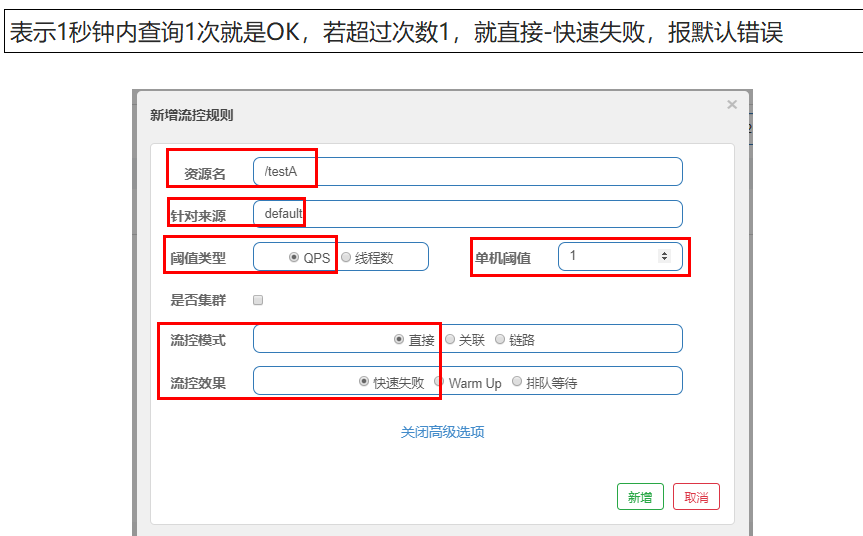 表示1秒钟内查询1次就是OK，若超过次数1，就直接-快速失败，报默认错误
新增流控规则 ×
资源名 /testA
针对来源 default
阈值类型 QPS 线程数 单机阈值 1
是否集群
流控模式 直接 关联 链路
流控效果 快速失败 Warm Up 排队等待
关闭高级选项
新增 取消